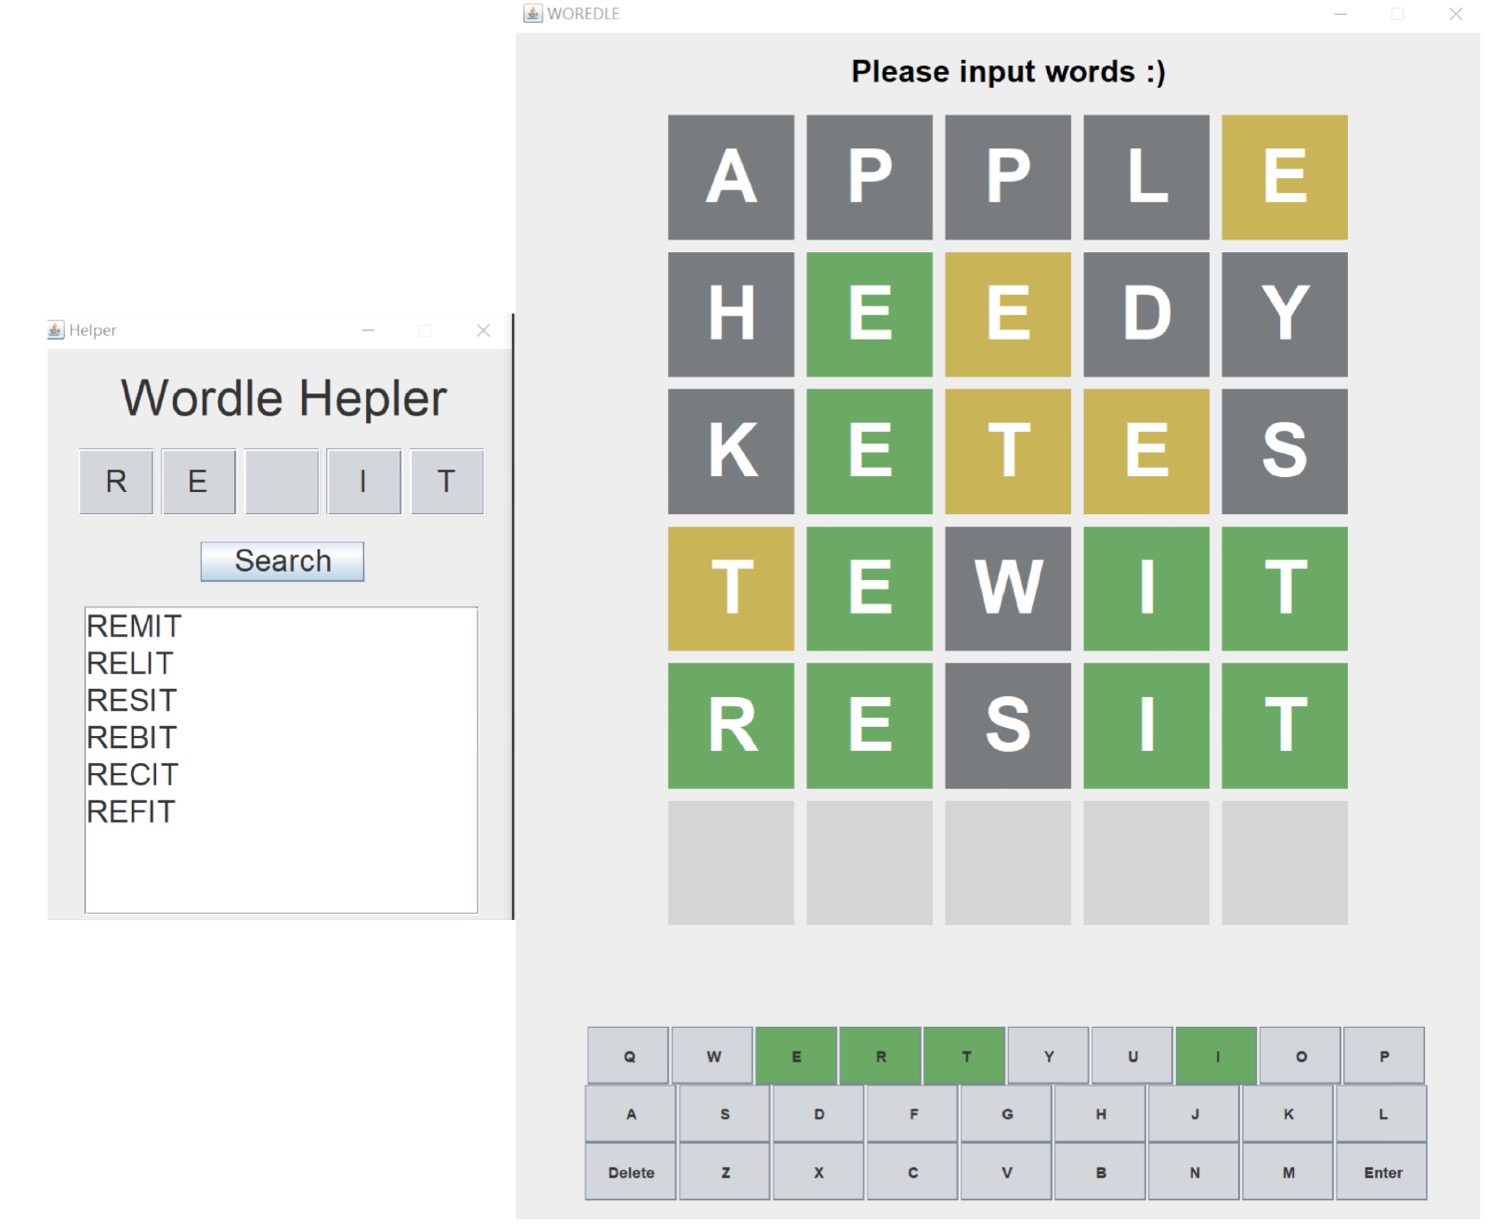 Helper
Wordle Hepler
R E I T
Search
REMIT
RELIT
RESIT
REBIT
RECIT
REFIT
WOREDLE
Please input words :)
A P P L E
H E E D Y
K E T E S
T E W I T
R E S I T
Q W E R T Y U I O P
A S D F G H J K L
Delete Z X C V B N M Enter